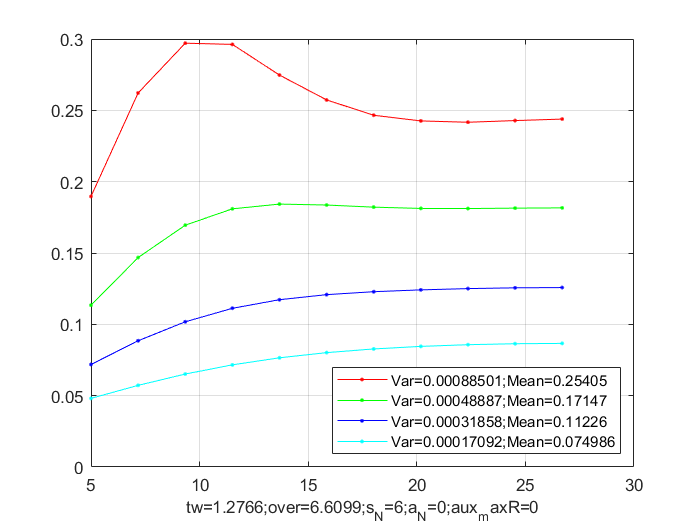 0.3
0.25
0.2
0.15
0.1
0.05
0
5 10 15 20 25 30
Var=0.00088501;Mean=0.25405
Var=0.00048887;Mean=0.17147
Var=0.00031858;Mean=0.11226
Var=0.00017092;Mean=0.074986
tw=1.2766;over=6.6099;s_N=6;a_N=0;aux_maxR=0